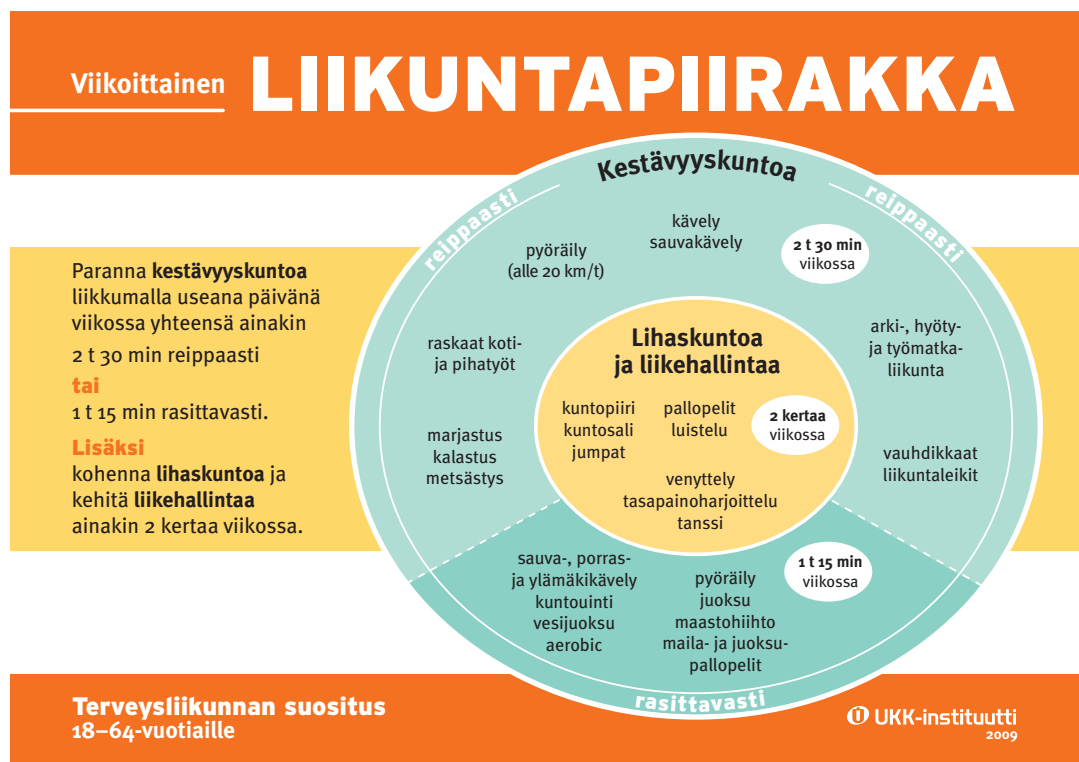 Viikoittainen LIIKUNTAPIIRAKKA
Paranna kestävyyskuntoa
liikkumalla useana päivänä
viikossa yhteensä ainakin
2 t 30 min reippaasti
tai
1 t 15 min rasittavasti.
Lisäksi
kohenna lihaskuntoa ja
kehitä liikehallintaa
ainakin 2 kertaa viikossa.
Kestävyyskuntoa
reippaasti
reippaasti
kävely
sauvakävely
2 t 30 min
viikossa
pyöräily
(alle 20 km/t)
raskaat koti-
ja pihatyöt
marjastus
kalastus
metsästys
arki-, hyöty-
ja työmatka-
liikunta
vauhdikkaat
liikuntaleikit
Lihaskuntoa
ja liikehallintaa
kuntopiiri
kuntosali
jumpat
pallopelit
luistelu
2 kertaa
viikossa
venyttely
tasapainoharjoittelu
tanssi
sauva-, porras-
ja ylämäkikävely
kuntouinti
vesijuoksu
aerobic
pyöräily
juoksu
maastohiihto
maila- ja juoksu-
pallopelit
1 t 15 min
viikossa
rasittavasti
Terveysliikunnan suositus
18–64-vuotiaille
UKK-instituutti
2009